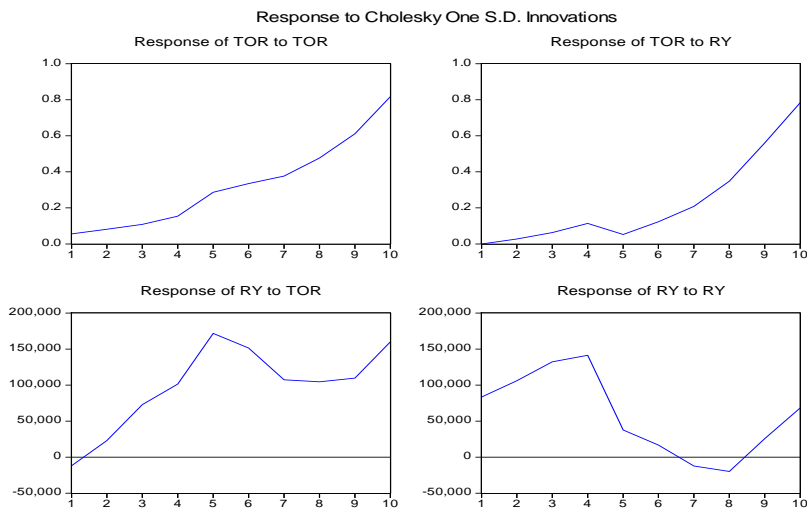 Response to Cholesky One S.D. Innovations
Response of TOR to TOR
1.0
0.8
0.6
0.4
0.2
0.0
1 2 3 4 5 6 7 8 9 10
Response of TOR to RY
1.0
0.8
0.6
0.4
0.2
0.0
1 2 3 4 5 6 7 8 9 10
Response of RY to TOR
200,000
150,000
100,000
50,000
0
-50,000
1 2 3 4 5 6 7 8 9 10
Response of RY to RY
200,000
150,000
100,000
50,000
0
-50,000
1 2 3 4 5 6 7 8 9 10